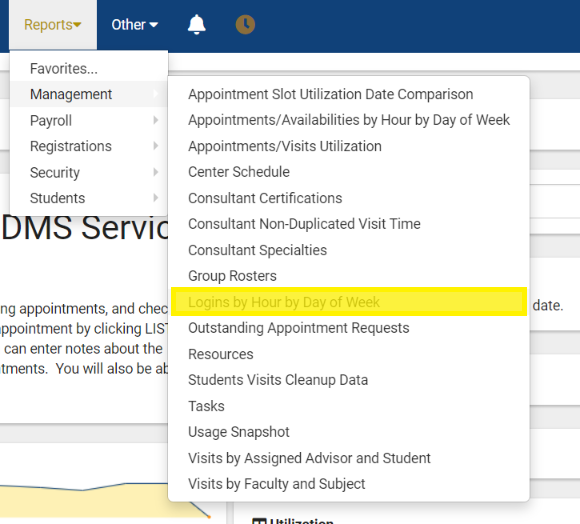 Reports
Other
Favorites...
Management
Payroll
Registrations
Security
Students
Appointment Slot Utilization Date Comparison
Appointments/Availabilities by Hour by Day of Week
Appointments/Visits Utilization
Center Schedule
Consultant Certifications
Consultant Non-Duplicated Visit Time
Consultant Specialties
Group Rosters
Logins by Hour by Day of Week
Outstanding Appointment Requests
Resources
Students Visits Cleanup Data
Tasks
Usage Snapshot
Visits by Assigned Advisor and Student
Visits by Faculty and Subject
DMS Servic
ng appointments, and chec
date.
appointment by clicking LIST
can enter notes about the
tments. You will also be ab
Utilization